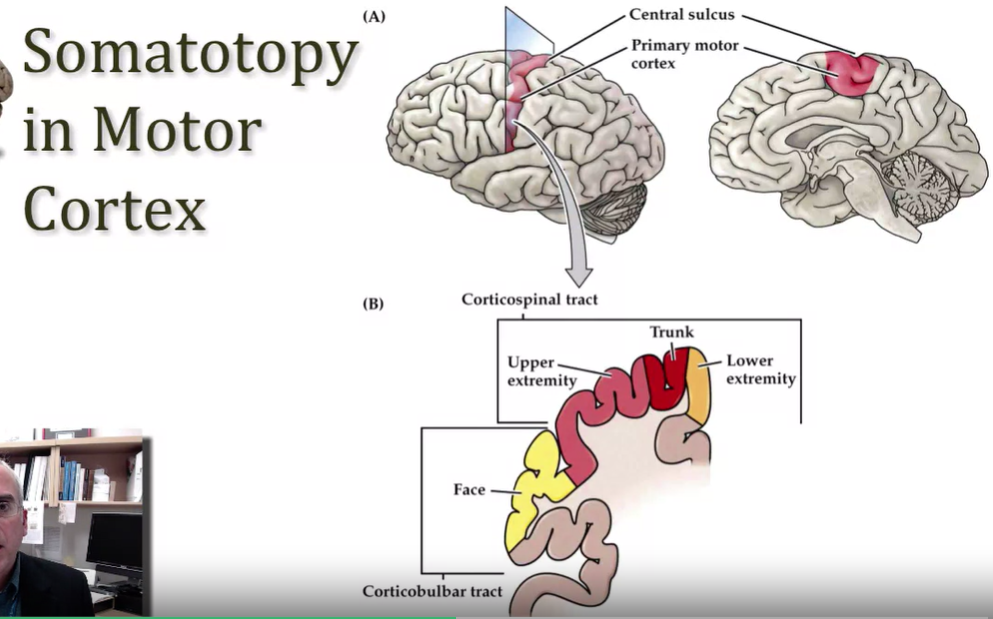 Somatotopy
in Motor
Cortex
(A)
Central sulcus
Primary motor
cortex
(B)
Corticospinal tract
Trunk
Upper
extremity
Lower
extremity
Face
Corticobulbar tract